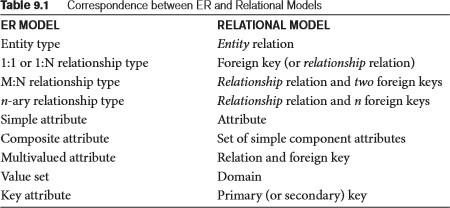 Table 9.1 Correspondence between ER and Relational Models
ER MODEL RELATIONAL MODEL
Entity type Entity relation
1:1 or 1:N relationship type Foreign key (or relationship relation)
M:N relationship type Relationship relation and two foreign keys
n-ary relationship type Relationship relation and n foreign keys
Simple attribute Attribute
Composite attribute Set of simple component attributes
Multivalued attribute Relation and foreign key
Value set Domain
Key attribute Primary (or secondary) key